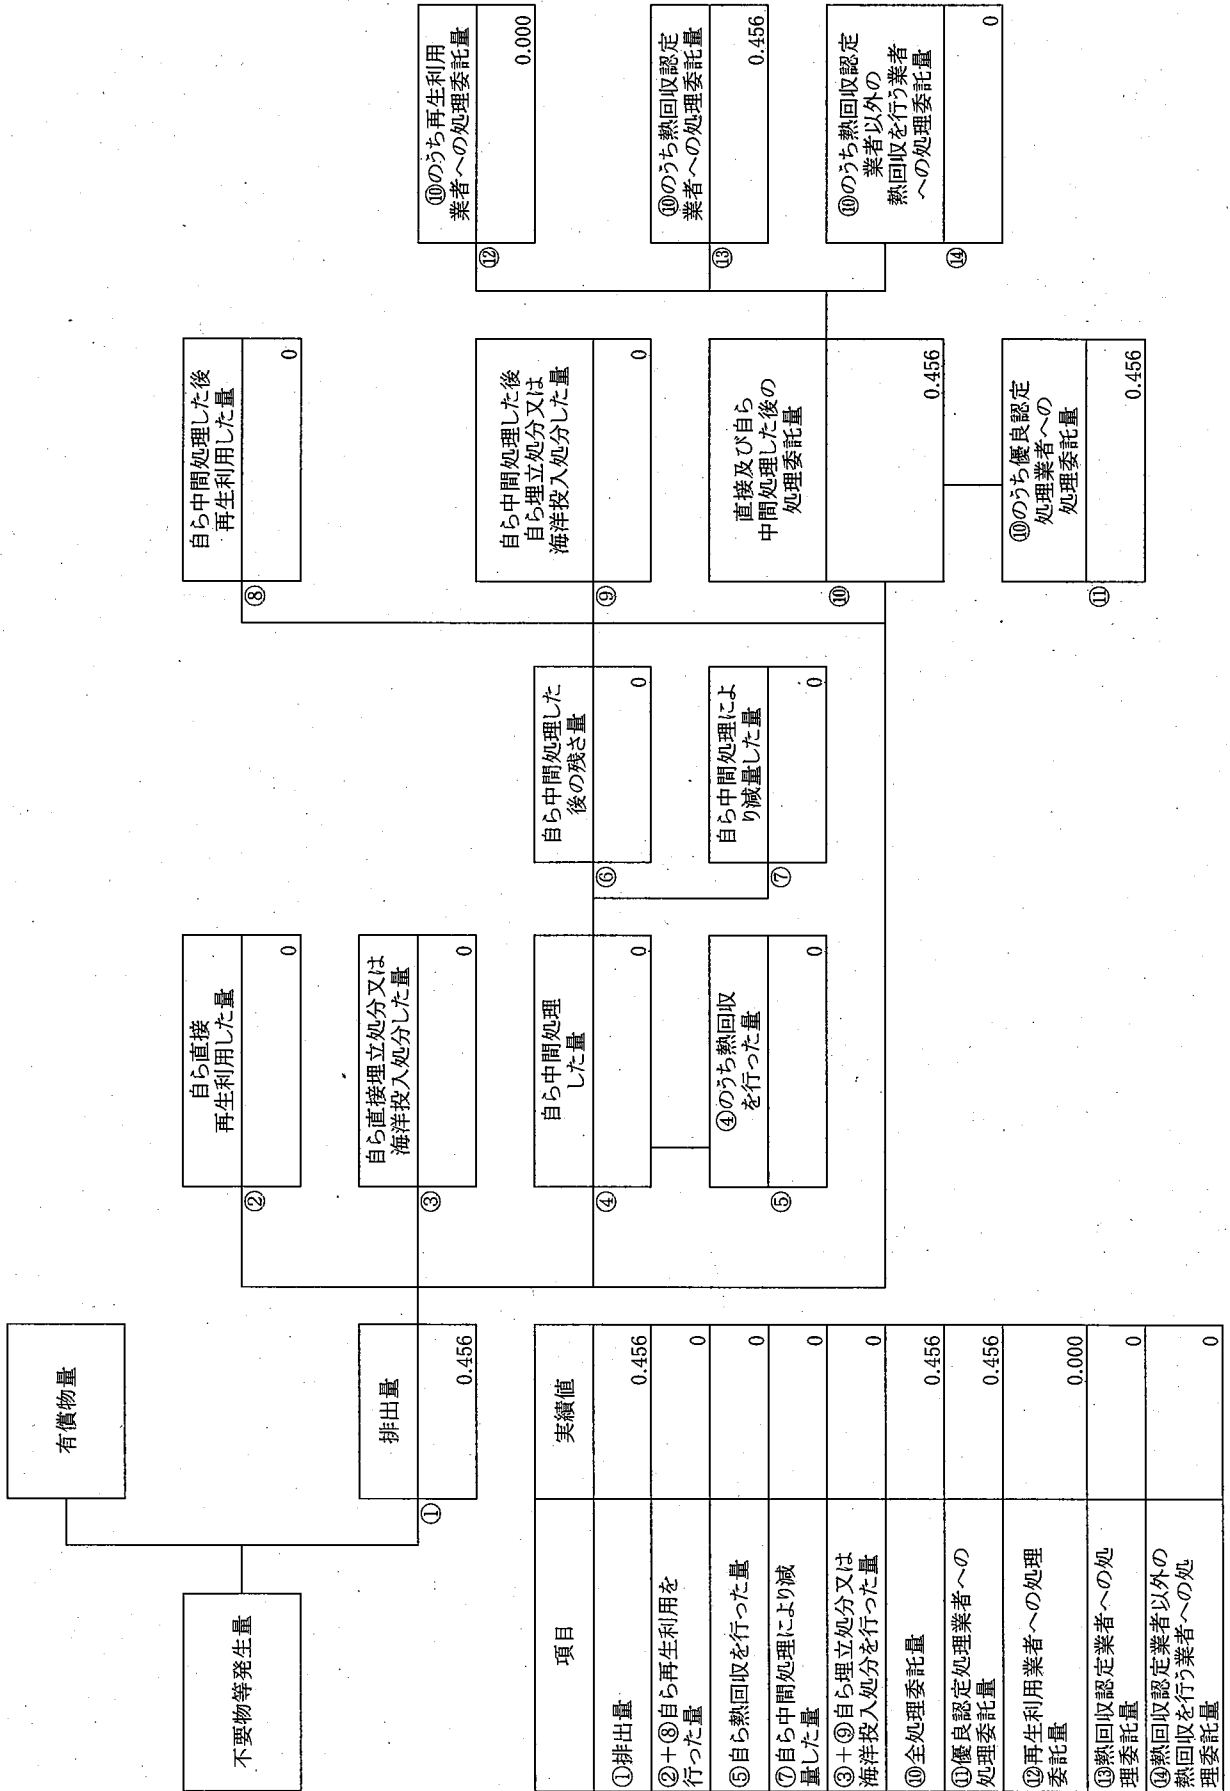 有償物量
不要物等発生量
排出量
①
0.456
自ら直接
再生利用した量
②
0
自ら直接埋立処分又は
海洋投入処分した量
③
0
自ら中間処理
した量
④
0
④のうち熱回収
を行った量
⑤
0
自ら中間処理した
後の残さ量
⑥
0
自ら中間処理によ
り減量した量
⑦
0
自ら中間処理した後
再生利用した量
⑧
0
自ら中間処理した後
自ら埋立処分又は
海洋投入処分した量
⑨
0
直接及び自ら
中間処理した後の
処理委託量
⑩
0.456
⑩のうち優良認定
処理業者への
処理委託量
⑪
0.456
⑩のうち再生利用
業者への処理委託量
⑫
0.000
⑩のうち熱回収認定
業者への処理委託量
⑬
0.456
⑩のうち熱回収認定
業者以外の
熱回収を行う業者
への処理委託量
⑭
0
項目
実績値
①排出量
0.456
②+⑧自ら再生利用を
行った量
0
⑤自ら熱回収を行った量
0
⑦自ら中間処理により減
量した量
0
③+⑨自ら埋立処分又は
海洋投入処分を行った量
0
⑩全処理委託量
0.456
⑪優良認定処理業者への
処理委託量
0.456
⑫再生利用業者への処理
委託量
0.000
⑬熱回収認定業者への処
理委託量
0
⑭熱回収認定業者以外の
熱回収を行う業者への処
理委託量
0